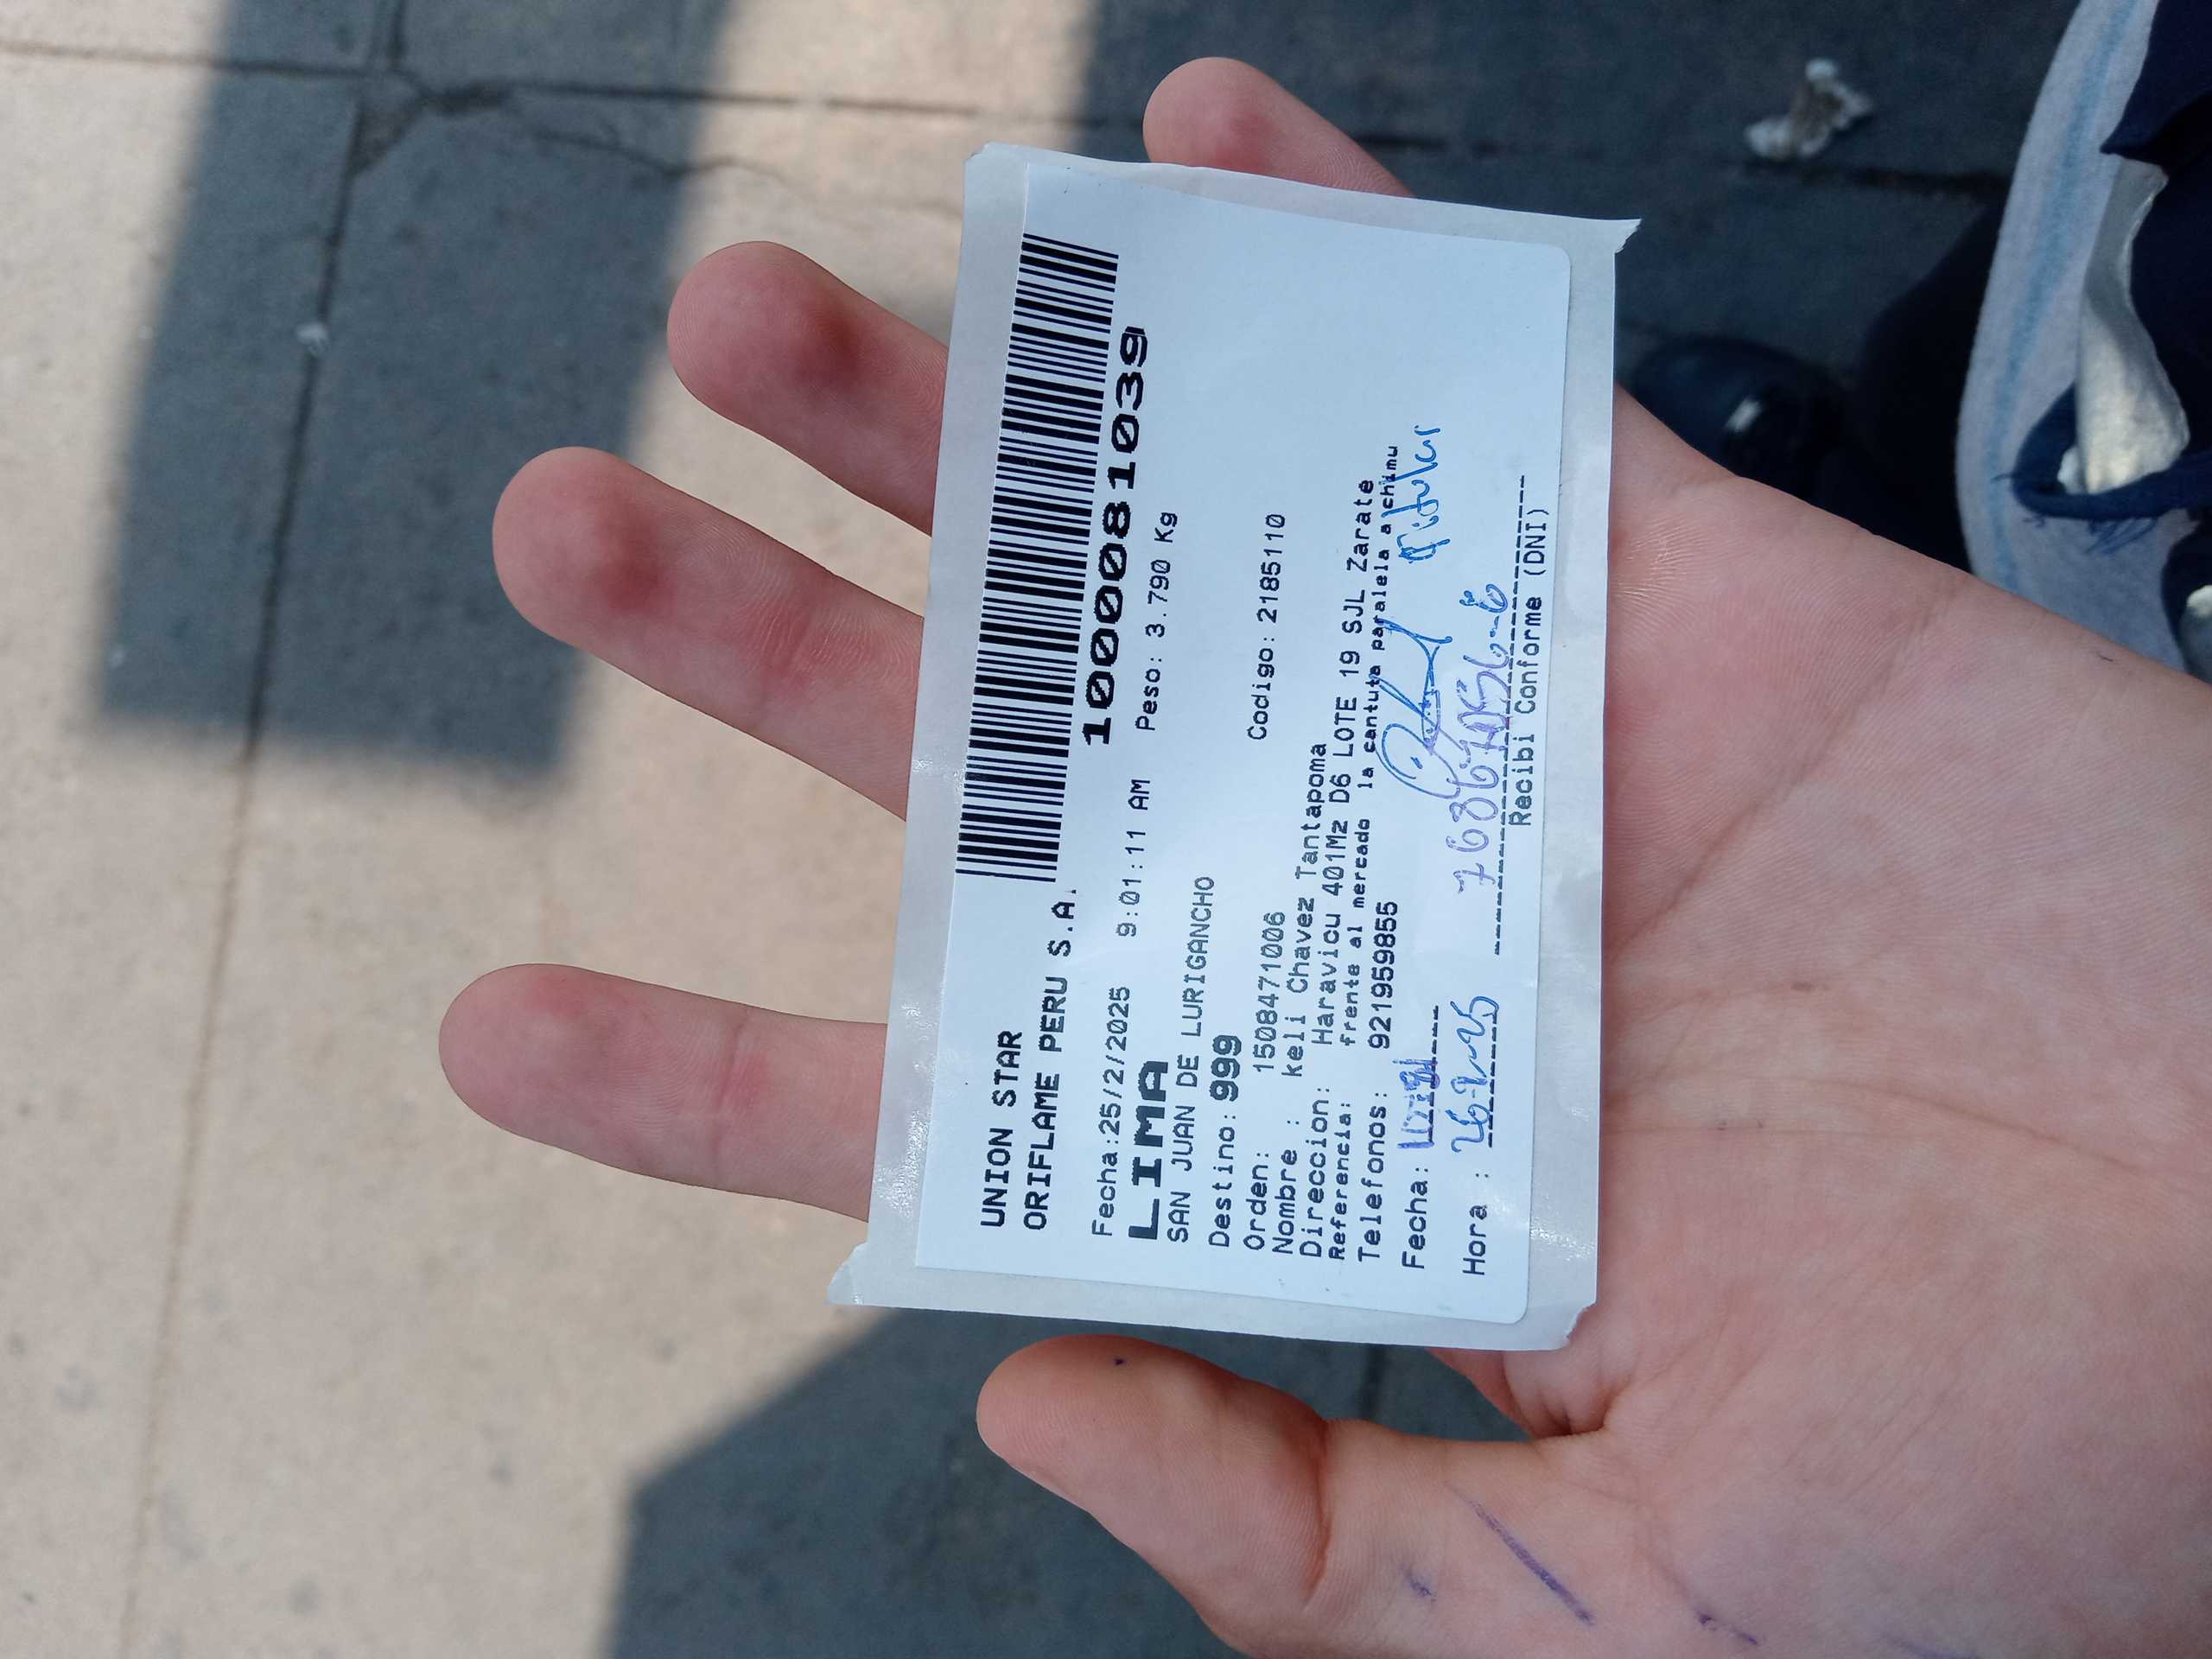 UNION STAR
ORIFLAME PERU S.A.
100081039
Fecha:25/2/2025 9:01:11 AM Peso: 3.790 Kg
LIMA
SAN JUAN DE LURIGANCHO
Destino: 999
Orden: 1508471006 Codigo: 2185110
Nombre : keli Chavez Tantapoma
Direccion: Haravicu 401Mz D6 LOTE 19 SJL Zarate
Referencia: frente al mercado la cantuta paralela a chimu
Telefonos: 921959855
Titular
Fecha:
Hora : 26-2-25
Recibi Conforme (DNI)